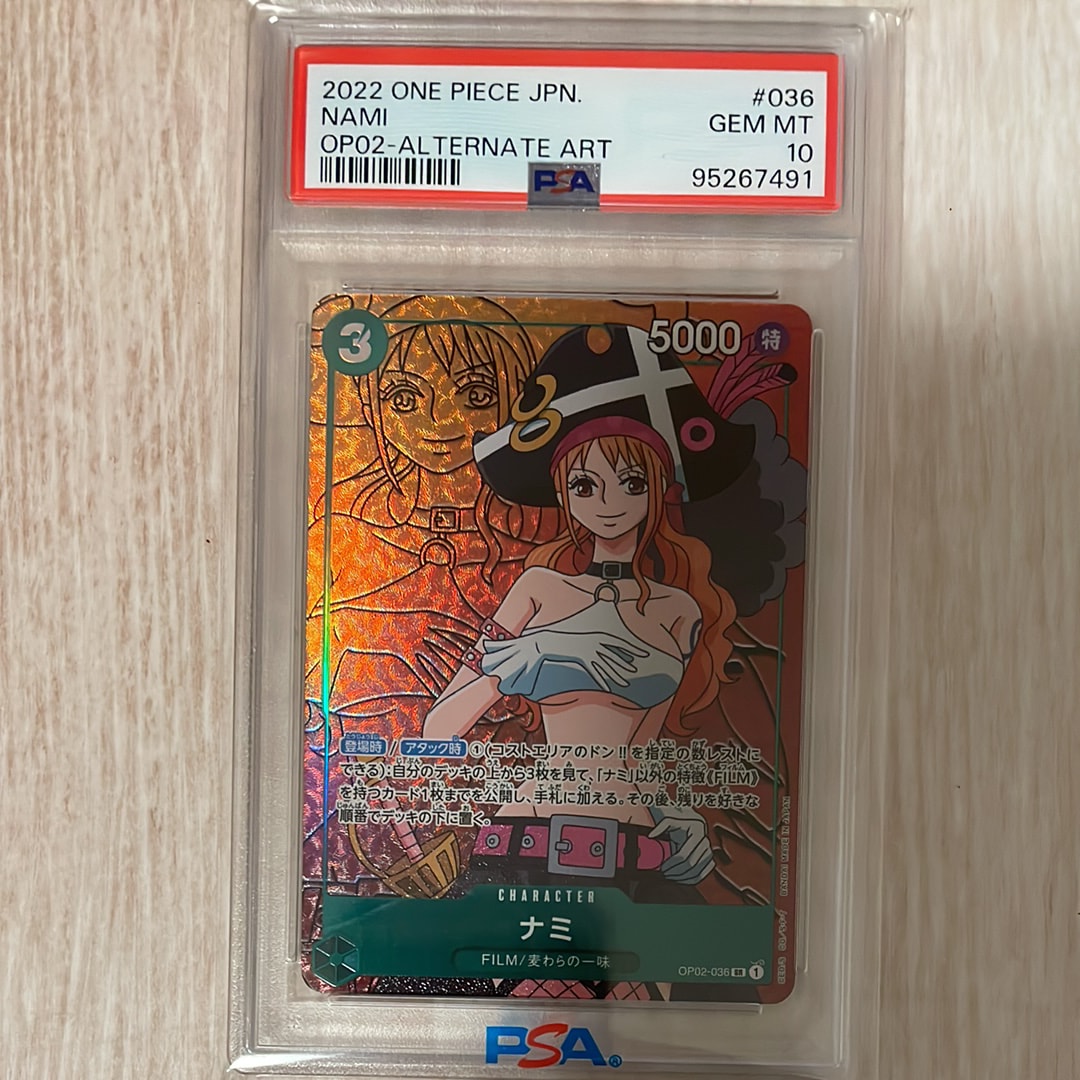 2022 ONE PIECE JPN.
#036
NAMI
GEM MT
OP02-ALTERNATE ART
10
PSA
95267491
3
5000
特
登場時/アタック時 ①(コストエリアのドン!!を指定の数レストに
できる):自分のデッキの上から3枚を見て、「ナミ」以外の特徴《FILM》
を持つカード1枚までを公開し、手札に加える。その後、残りを好きな
順番でデッキの下に置く。
CHARACTER
ナミ
FILM/麦わらの一味
OP02-036 R 1
BANDAI MADE IN JAPAN
PSA®